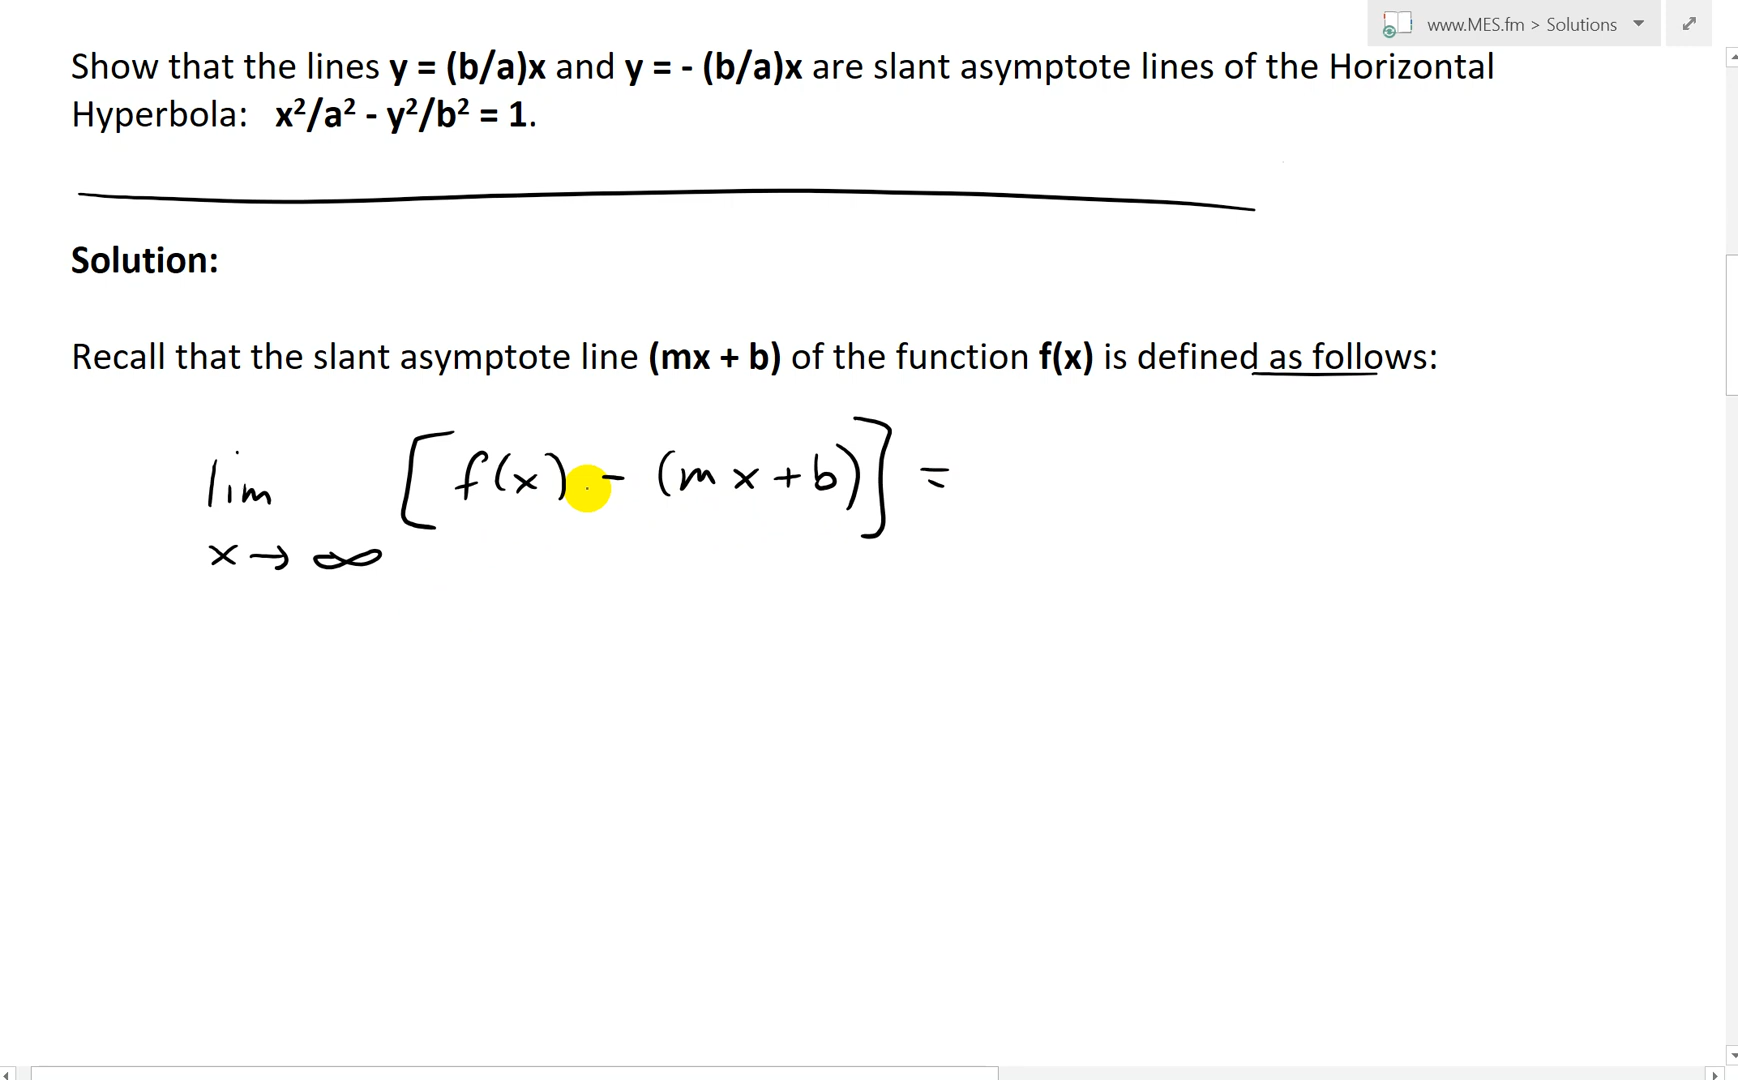 www.MES.fm > Solutions
Show that the lines y = (b/a)x and y = - (b/a)x are slant asymptote lines of the Horizontal
Hyperbola: x²/a² - y²/b² = 1.
Solution:
Recall that the slant asymptote line (mx + b) of the function f(x) is defined as follows:
lim [f(x) - (mx+b)] =
x→∞